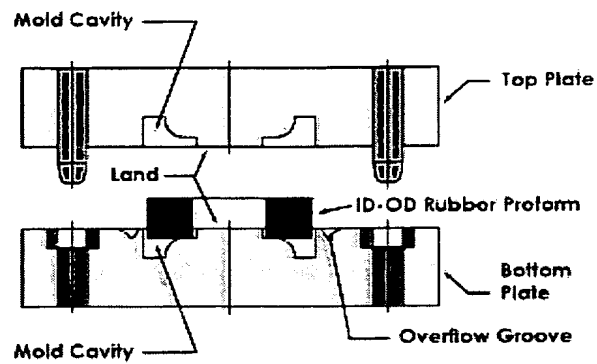 Mold Cavity
Top Plate
Land
ID-OD Rubber Preform
Bottom
Plate
Overflow Groove
Mold Cavity